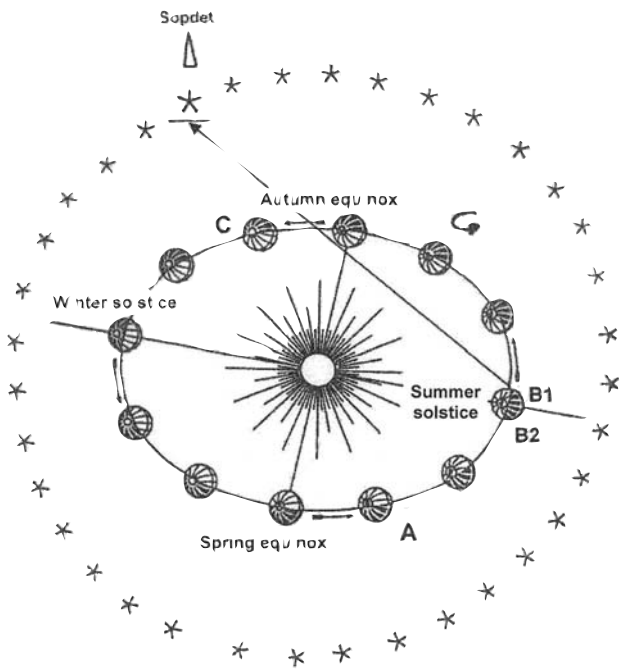 Sopdet
Autumn equ nox
C
W nter so st ce
Summer
solstice
B1
B2
Spring equ nox
A